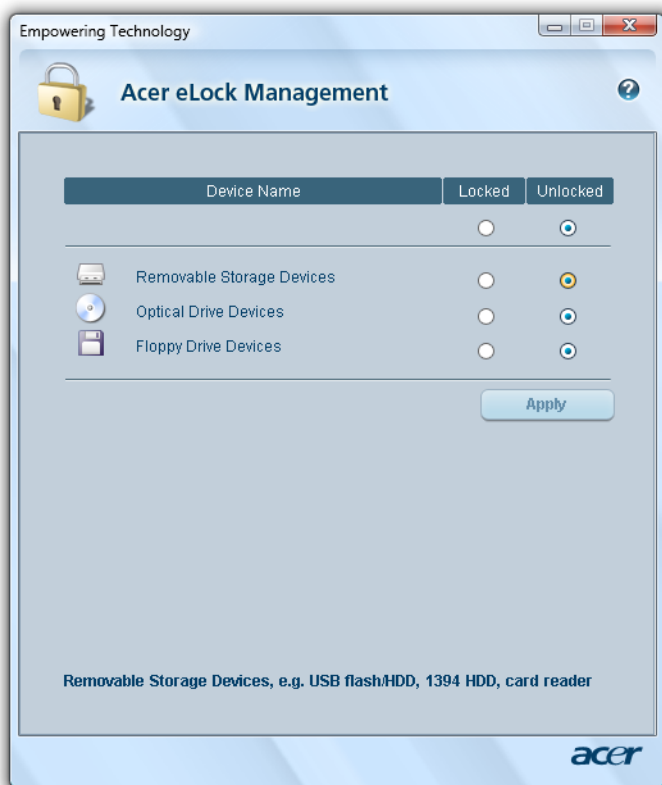 Empowering Technology
Acer eLock Management
?
Device Name Locked Unlocked
Removable Storage Devices
Optical Drive Devices
Floppy Drive Devices
Apply
Removable Storage Devices, e.g. USB flash/HDD, 1394 HDD, card reader
acer